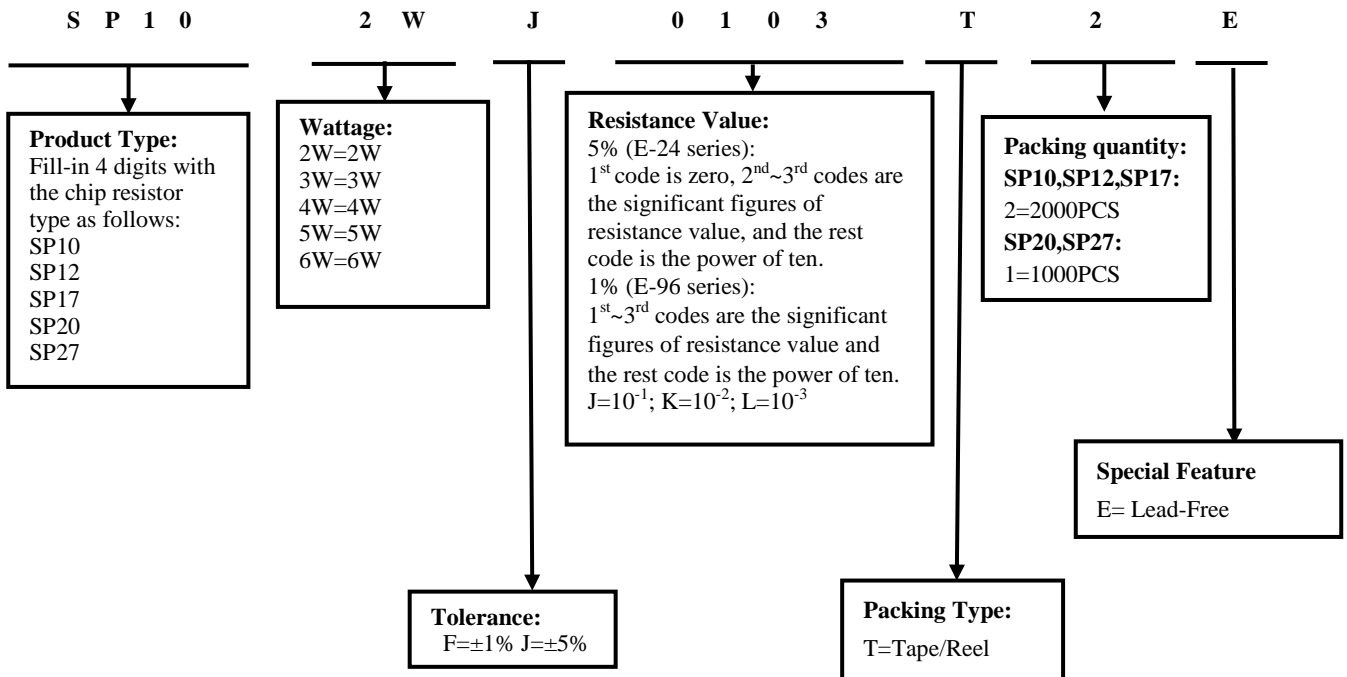 S P 1 0 2 W J 0 1 0 3 T 2 E
Product Type:
Fill-in 4 digits with
the chip resistor
type as follows:
SP10
SP12
SP17
SP20
SP27
Wattage:
2W=2W
3W=3W
4W=4W
5W=5W
6W=6W
Resistance Value:
5% (E-24 series):
1st code is zero, 2nd~3rd codes are
the significant figures of
resistance value, and the rest
code is the power of ten.
1% (E-96 series):
1st~3rd codes are the significant
figures of resistance value and
the rest code is the power of ten.
J=10-1; K=10-2; L=10-3
Packing quantity:
SP10,SP12,SP17:
2=2000PCS
SP20,SP27:
1=1000PCS
Special Feature
E= Lead-Free
Tolerance:
F=±1% J=±5%
Packing Type:
T=Tape/Reel